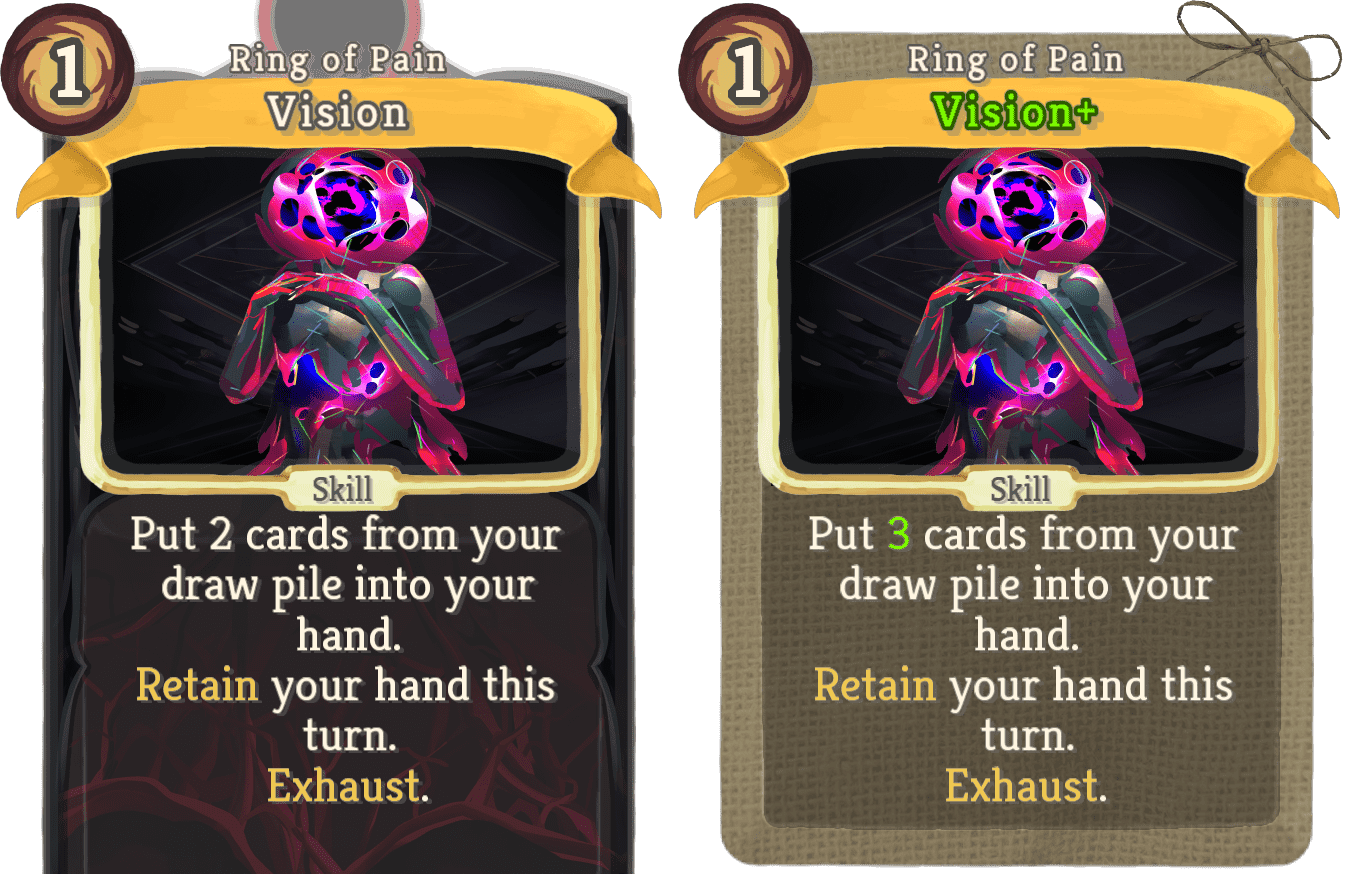 1
Ring of Pain
Vision
Skill
Put 2 cards from your
draw pile into your
hand.
Retain your hand this
turn.
Exhaust.
1
Ring of Pain
Vision+
Skill
Put 3 cards from your
draw pile into your
hand.
Retain your hand this
turn.
Exhaust.